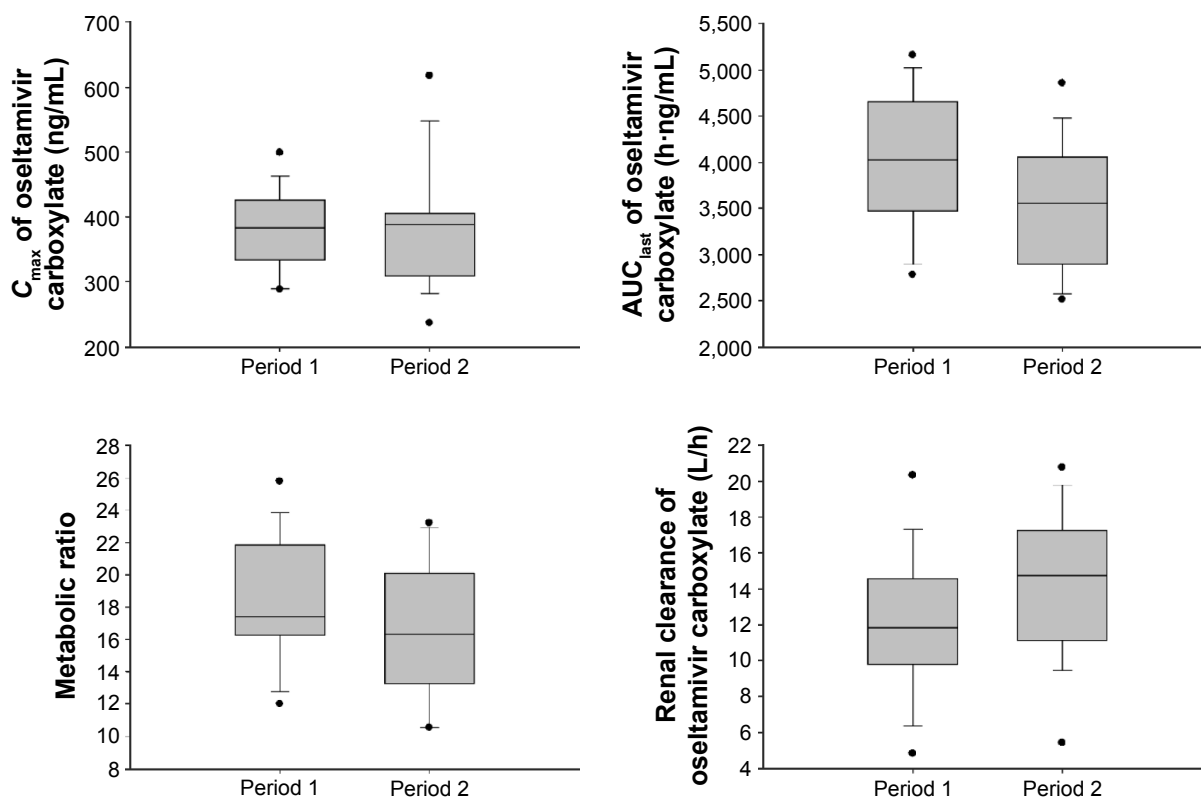 C max of oseltamivir
carboxylate (ng/mL)
700
600
500
400
300
200
Period 1
Period 2
AUC last of oseltamivir
carboxylate (h·ng/mL)
5,500
5,000
4,500
4,000
3,500
3,000
2,500
2,000
Period 1
Period 2
Metabolic ratio
28
26
24
22
20
18
16
14
12
10
8
Period 1
Period 2
Renal clearance of
oseltamivir carboxylate (L/h)
22
20
18
16
14
12
10
8
6
4
Period 1
Period 2